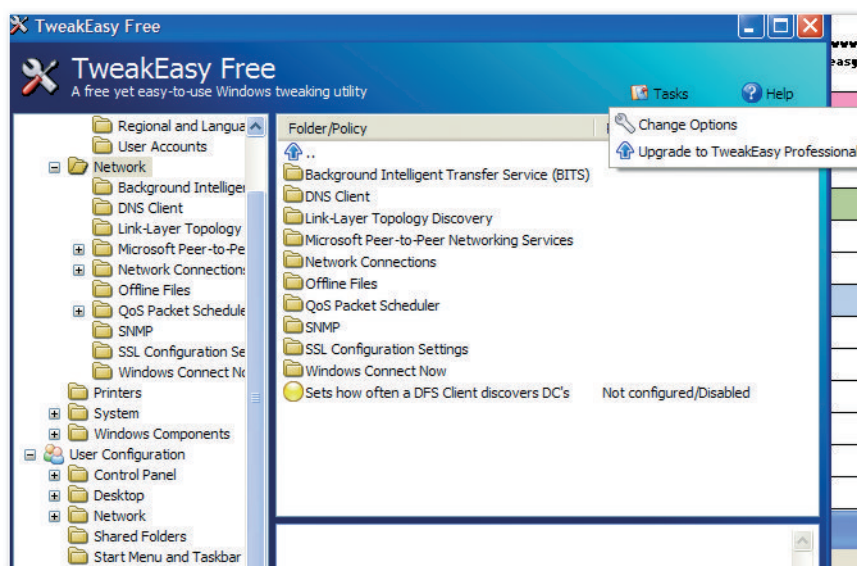 TweakEasy Free
TweakEasy Free
A free yet easy-to-use Windows tweaking utility
Tasks
Help
Change Options
Upgrade to TweakEasy Professional
Regional and Langua
User Accounts
Network
Background Intelliger
DNS Client
Link-Layer Topology
Microsoft Peer-to-Pe
Network Connection:
Offline Files
QoS Packet Schedule
SNMP
SSL Configuration Se
Windows Connect No
Printers
System
Windows Components
User Configuration
Control Panel
Desktop
Network
Shared Folders
Start Menu and Taskbar
Folder/Policy
..
Background Intelligent Transfer Service (BITS)
DNS Client
Link-Layer Topology Discovery
Microsoft Peer-to-Peer Networking Services
Network Connections
Offline Files
QoS Packet Scheduler
SNMP
SSL Configuration Settings
Windows Connect Now
Sets how often a DFS Client discovers DC's Not configured/Disabled